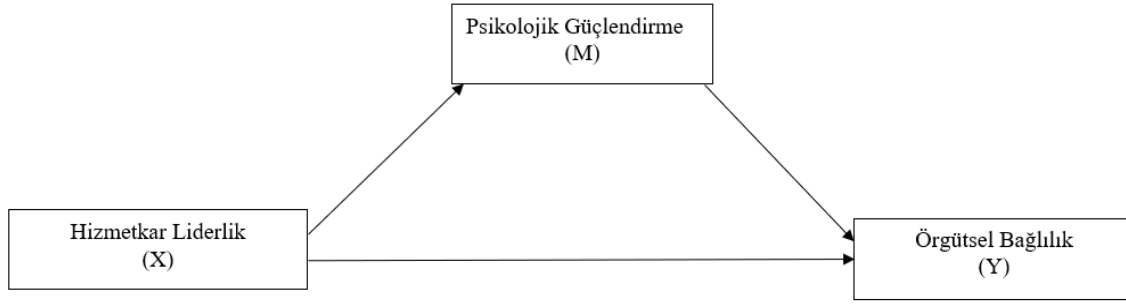 Psikolojik Güçlendirme
(M)
Hizmetkar Liderlik
(X)
Örgütsel Bağlılık
(Y)